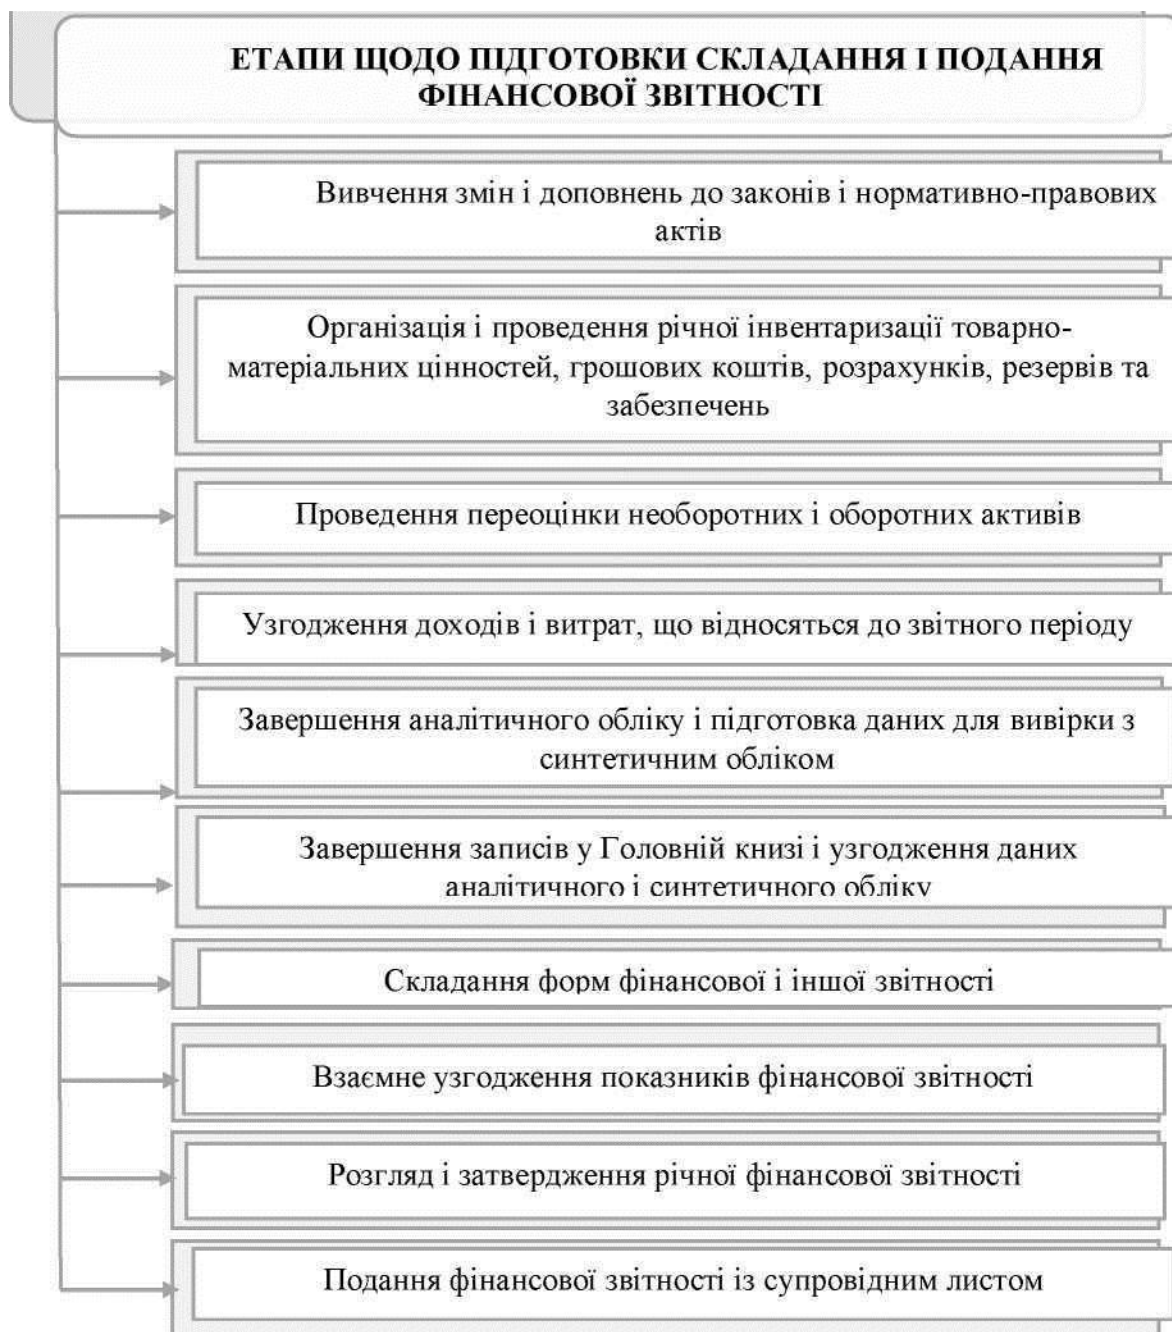 ЕТАПИ ЩОДО ПІДГОТОВКИ СКЛАДАННЯ І ПОДАННЯ
ФІНАНСОВОЇ ЗВІТНОСТІ
Вивчення змін і доповнень до законів і нормативно-правових
актів
Організація і проведення річної інвентаризації товарно-
матеріальних цінностей, грошових коштів, розрахунків, резервів та
забезпечень
Проведення переоцінки необоротних і оборотних активів
Узгодження доходів і витрат, що відносяться до звітного періоду
Завершення аналітичного обліку і підготовка даних для вивірки з
синтетичним обліком
Завершення записів у Головній книзі і узгодження даних
аналітичного і синтетичного обліку
Складання форм фінансової і іншої звітності
Взаємне узгодження показників фінансової звітності
Розгляд і затвердження річної фінансової звітності
Подання фінансової звітності із супровідним листом